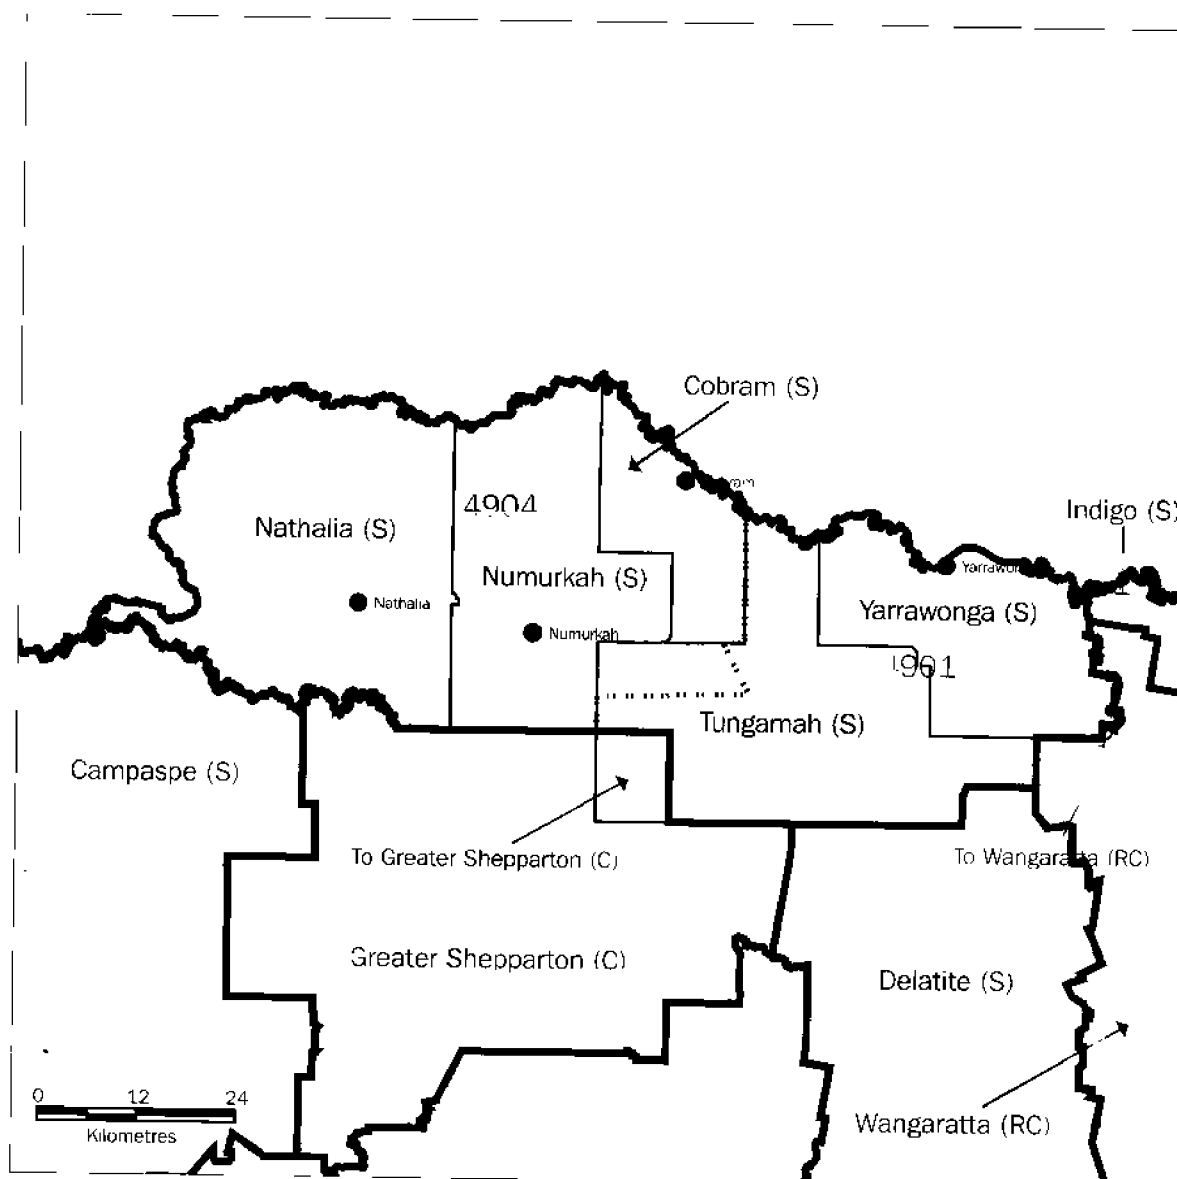 Cobram (S)
4904
Indigo (S)
Nathalia (S)
Numurkah (S)
Nathalia
Numurkah
Yarrawonga (S)
Tungamah (S)
Campaspe (S)
To Greater Shepparton (C)
To Wangaratta (RC)
Greater Shepparton (C)
Delatite (S)
0 12 24
Kilometres
Wangaratta (RC)